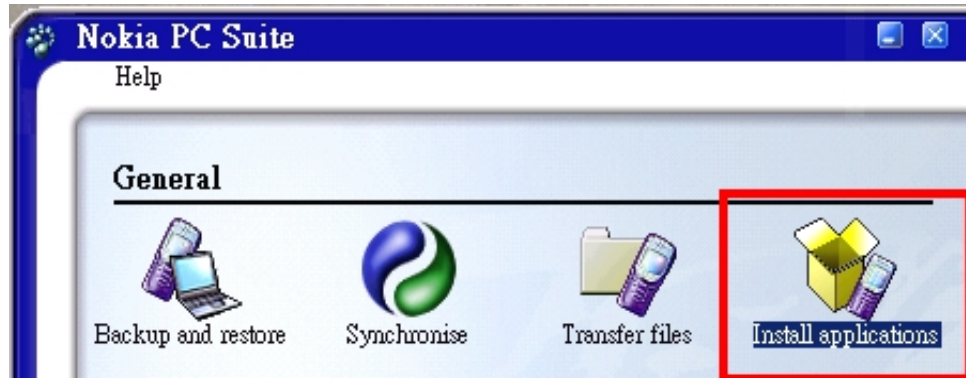 Nokia PC Suite
Help
General
Backup and restore
Synchronise
Transfer files
Install applications